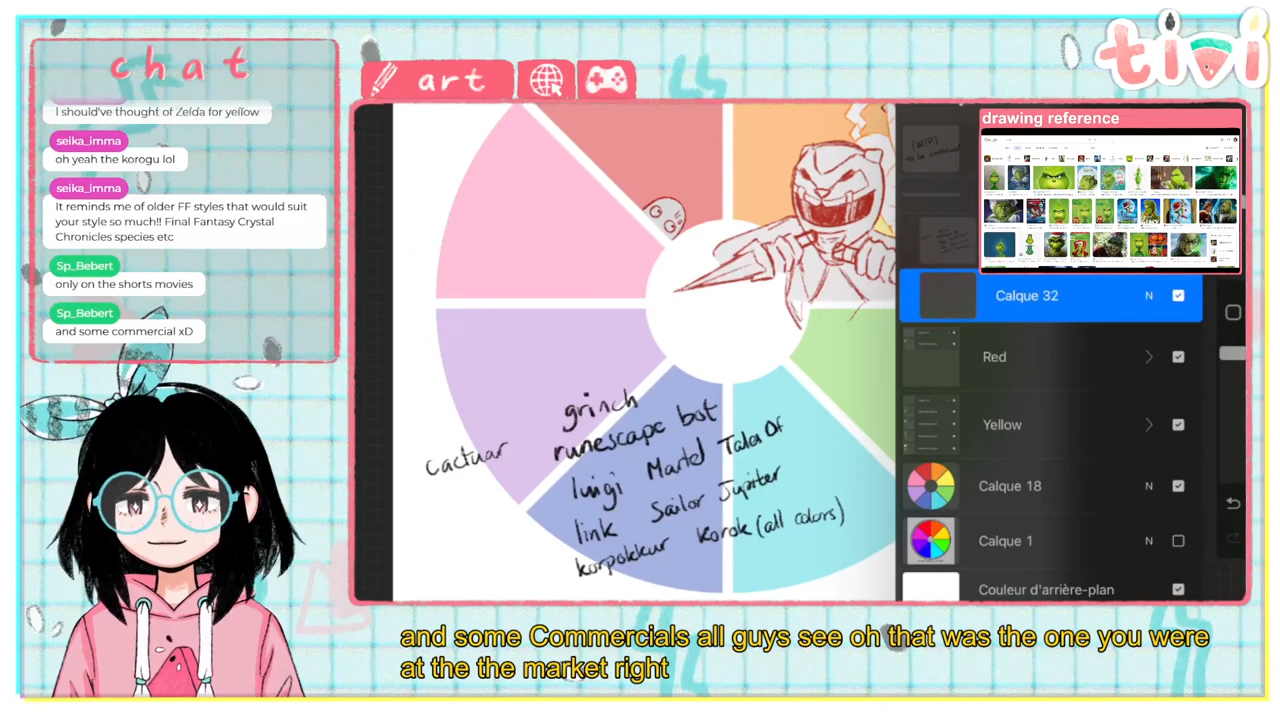 chat
art
tivi
I should've thought of Zelda for yellow
seika_imma
oh yeah the korogu lol
seika_imma
It reminds me of older FF styles that would suit
your style so much!! Final Fantasy Crystal
Chronicles species etc
Sp_Bebert
only on the shorts movies
Sp_Bebert
and some commercial xD
(WIP)
to be continued
drawing reference
Calque 32 N
Red
Yellow
Calque 18 N
Calque 1 N
Couleur d'arrière-plan
grinch
cactuar runescape bot
luigi Martel Tales Of
link Sailor Jupiter
korpokkur Korok (all colors)
and some Commercials all guys see oh that was the one you were
at the the market right